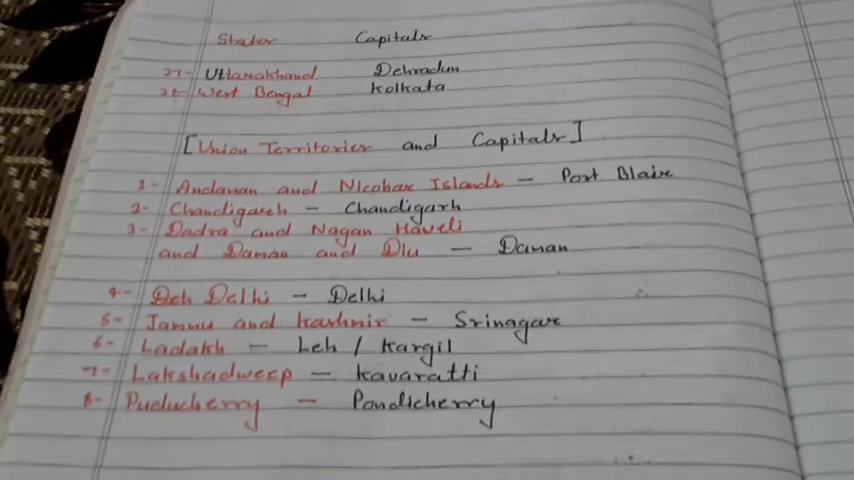 States Capitals
27- Uttarakhand Dehradun
28- West Bengal Kolkata
[Union Territories and Capitals]
1- Andaman and Nicobar Islands - Port Blair
2- Chandigarh - Chandigarh
3- Dadra and Nagan Haveli
and Daman and Diu - Daman
4- Deh Delhi - Delhi
5- Jammu and Kashmir - Srinagar
6- Ladakh - Leh / Kargil
7- Lakshadweep - Kavaratti
8- Puducherry - Pondicherry